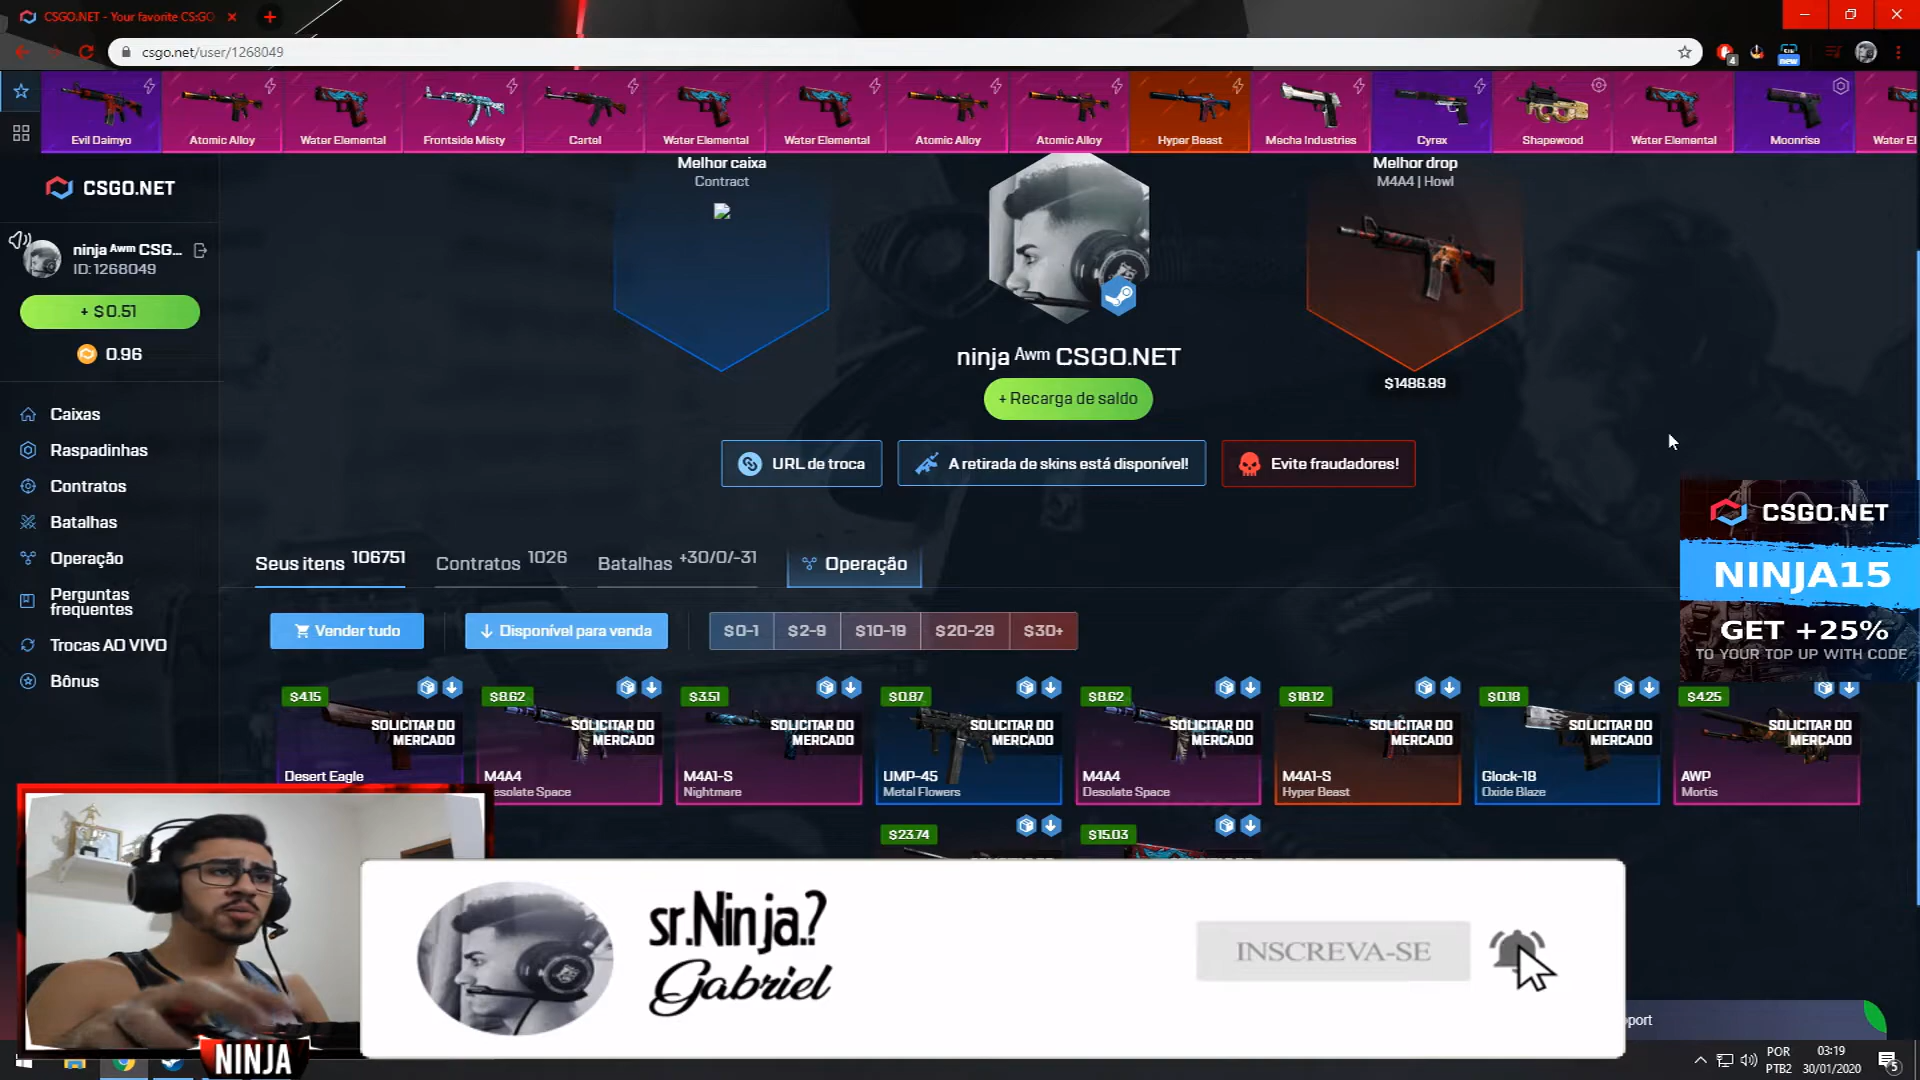 CSGO.NET - Your favorite CS:GO
csgo.net/user/1268049
4
new
Evil Daimyo
Atomic Alloy
Water Elemental
Frontside Misty
Cartel
Water Elemental
Water Elemental
Atomic Alloy
Atomic Alloy
Hyper Beast
Mecha Industries
Cyrex
Shapewood
Water Elemental
Moonrise
Water El
CSGO.NET
ninja Awm CSG...
ID: 1268049
+ $0.51
0.96
Caixas
Raspadinhas
Contratos
Batalhas
Operação
Perguntas
frequentes
Trocas AO VIVO
Bônus
Melhor caixa
Contract
Melhor drop
M4A4 | Howl
$1486.89
ninja Awm CSGO.NET
+ Recarga de saldo
URL de troca
A retirada de skins está disponível!
Evite fraudadores!
CSGO.NET
NINJA15
GET +25%
TO YOUR TOP UP WITH CODE
Seus itens 106751
Contratos 1026
Batalhas +30/0/-31
Operação
Vender tudo
Disponível para venda
$0-1
$2-9
$10-19
$20-29
$30+
$4.15
SOLICITAR DO
MERCADO
Desert Eagle
$8.62
SOLICITAR DO
MERCADO
M4A4
esolate Space
$3.51
SOLICITAR DO
MERCADO
M4A1-S
Nightmare
$0.87
SOLICITAR DO
MERCADO
UMP-45
Metal Flowers
$8.62
SOLICITAR DO
MERCADO
M4A4
Desolate Space
$18.12
SOLICITAR DO
MERCADO
M4A1-S
Hyper Beast
$0.18
SOLICITAR DO
MERCADO
Glock-18
Oxide Blaze
$4.25
SOLICITAR DO
MERCADO
AWP
Mortis
$23.74
$15.03
sr.Ninja.?
Gabriel
INSCREVA-SE
NINJA
pport
POR
PTB2
03:19
30/01/2020
5